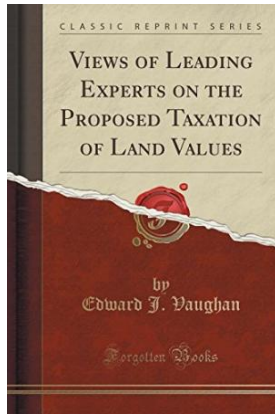 CLASSIC REPRINT SERIES
VIEWS OF LEADING
EXPERTS ON THE
PROPOSED TAXATION
OF LAND VALUES
by
Edward J. Vaughan
Forgotten Books